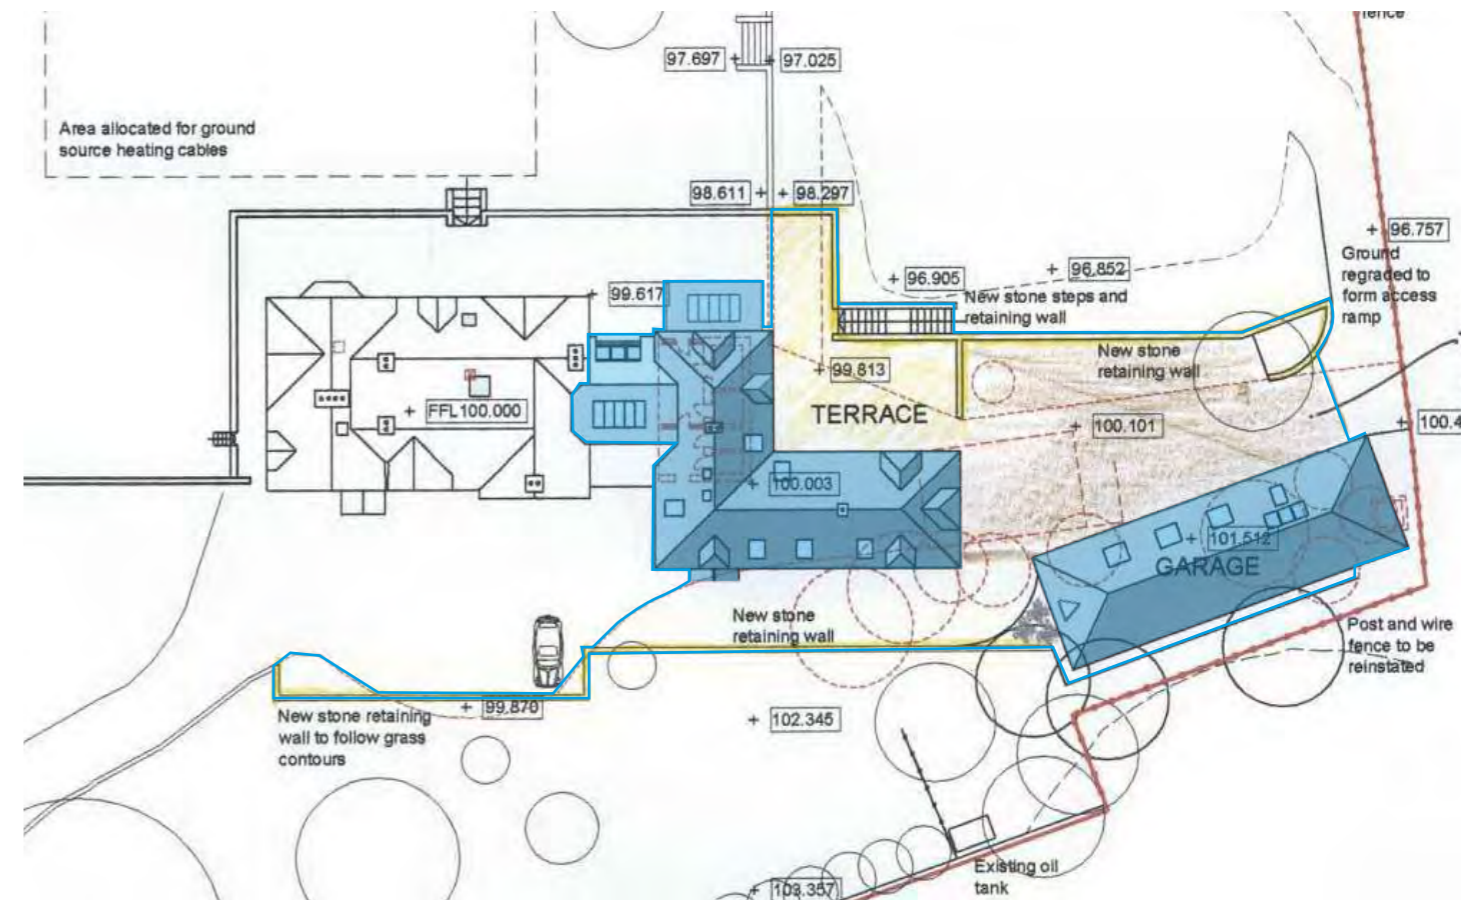 fence
97.697
97.025
Area allocated for ground
source heating cables
98.611
98.297
96.757
Ground
regraded to
form access
ramp
96.905
96.852
99.617
New stone steps and
retaining wall
New stone
retaining wall
99.813
TERRACE
FFL100.000
100.101
100.4
100.003
101.512
GARAGE
New stone
retaining wall
Post and wire
fence to be
reinstated
99.870
New stone retaining
wall to follow grass
contours
102.345
Existing oil
tank
103.357